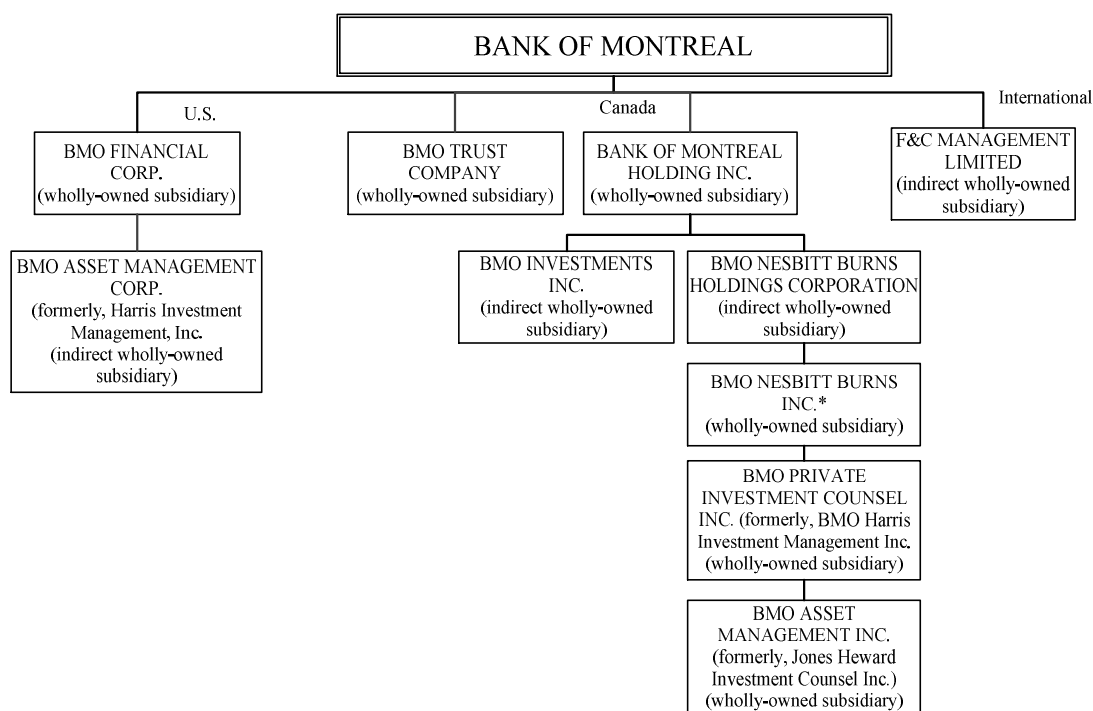 BANK OF MONTREAL
U.S.
Canada
International
BMO FINANCIAL
CORP.
(wholly-owned subsidiary)
BMO TRUST
COMPANY
(wholly-owned subsidiary)
BANK OF MONTREAL
HOLDING INC.
(wholly-owned subsidiary)
F&C MANAGEMENT
LIMITED
(indirect wholly-owned
subsidiary)
BMO ASSET MANAGEMENT
CORP.
(formerly, Harris Investment
Management, Inc.
(indirect wholly-owned
subsidiary)
BMO INVESTMENTS
INC.
(indirect wholly-owned
subsidiary)
BMO NESBITT BURNS
HOLDINGS CORPORATION
(indirect wholly-owned
subsidiary)
BMO NESBITT BURNS
INC.*
(wholly-owned subsidiary)
BMO PRIVATE
INVESTMENT COUNSEL
INC. (formerly, BMO Harris
Investment Management Inc.
(wholly-owned subsidiary)
BMO ASSET
MANAGEMENT INC.
(formerly, Jones Heward
Investment Counsel Inc.)
(wholly-owned subsidiary)